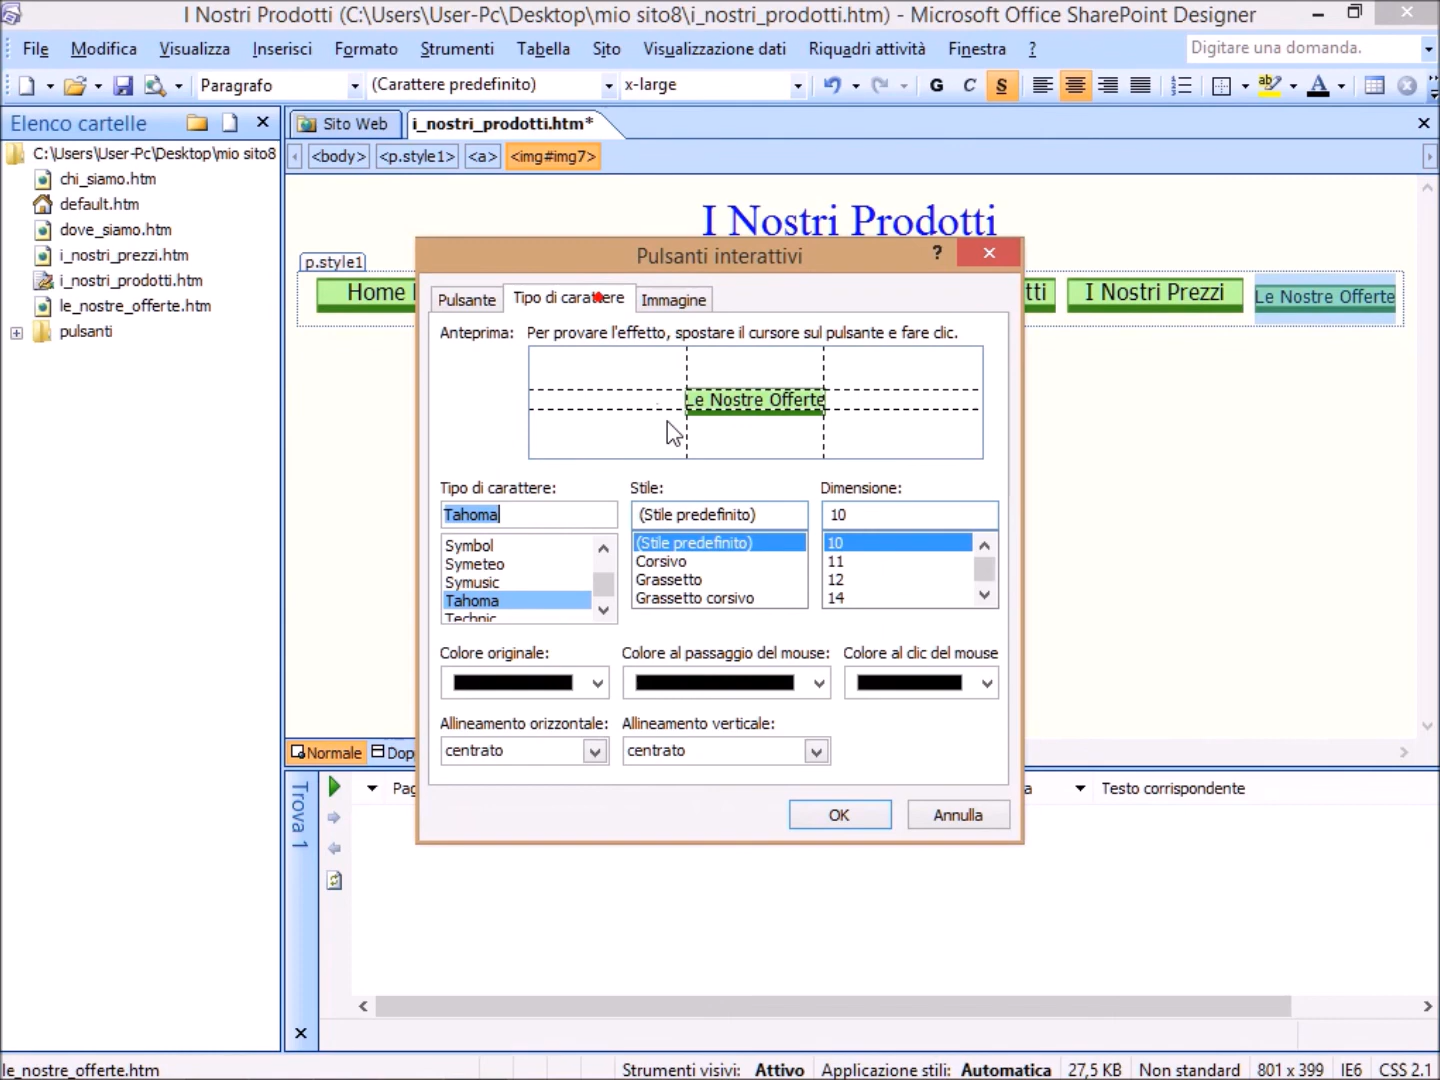 I Nostri Prodotti (C:\Users\User-Pc\Desktop\mio sito8\i_nostri_prodotti.htm) - Microsoft Office SharePoint Designer
File Modifica Visualizza Inserisci Formato Strumenti Tabella Sito Visualizzazione dati Riquadri attività Finestra ? Digitare una domanda.
Paragrafo (Carattere predefinito) x-large G C S A
Elenco cartelle
Sito Web i_nostri_prodotti.htm*
<body> <p.style1> <a> <img#img7>
C:\Users\User-Pc\Desktop\mio sito8
chi_siamo.htm
default.htm
dove_siamo.htm
i_nostri_prezzi.htm
i_nostri_prodotti.htm
le_nostre_offerte.htm
pulsanti
I Nostri Prodotti
p.style1
Home tti I Nostri Prezzi Le Nostre Offerte
Pulsanti interattivi ?
Pulsante Tipo di carattere Immagine
Anteprima: Per provare l'effetto, spostare il cursore sul pulsante e fare clic.
Le Nostre Offerte
Tipo di carattere: Stile: Dimensione:
Tahoma (Stile predefinito) 10
Symbol (Stile predefinito) 10
Symeteo Corsivo 11
Symusic Grassetto 12
Tahoma Grassetto corsivo 14
Technic
Colore originale: Colore al passaggio del mouse: Colore al clic del mouse
Allineamento orizzontale: Allineamento verticale:
centrato centrato
OK Annulla
Normale Dop
Trova 1
Pag a Testo corrispondente
le_nostre_offerte.htm Strumenti visivi: Attivo Applicazione stili: Automatica 27,5 KB Non standard 801 x 399 IE6 CSS 2.1